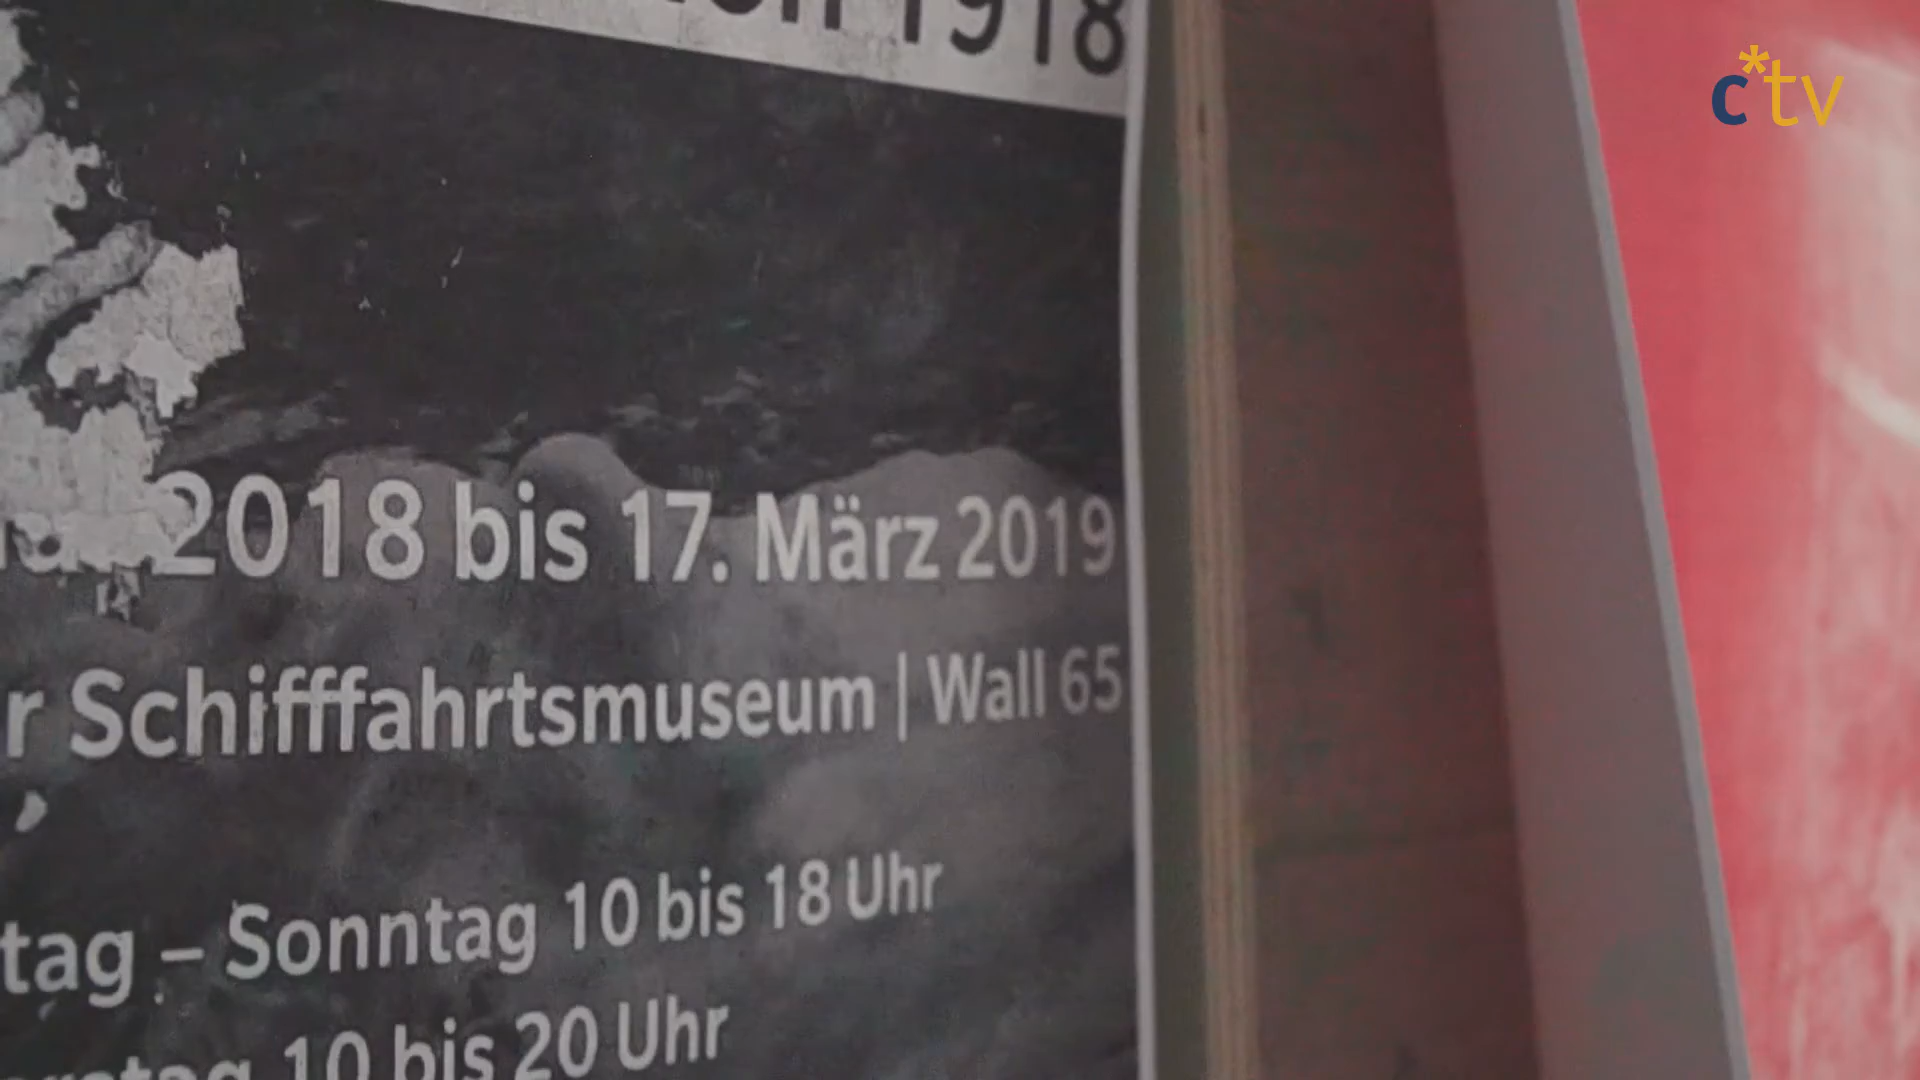 1918
c*tv
2018 bis 17. März 2019
r Schifffahrtsmuseum | Wall 65
tag – Sonntag 10 bis 18 Uhr
10 bis 20 Uhr